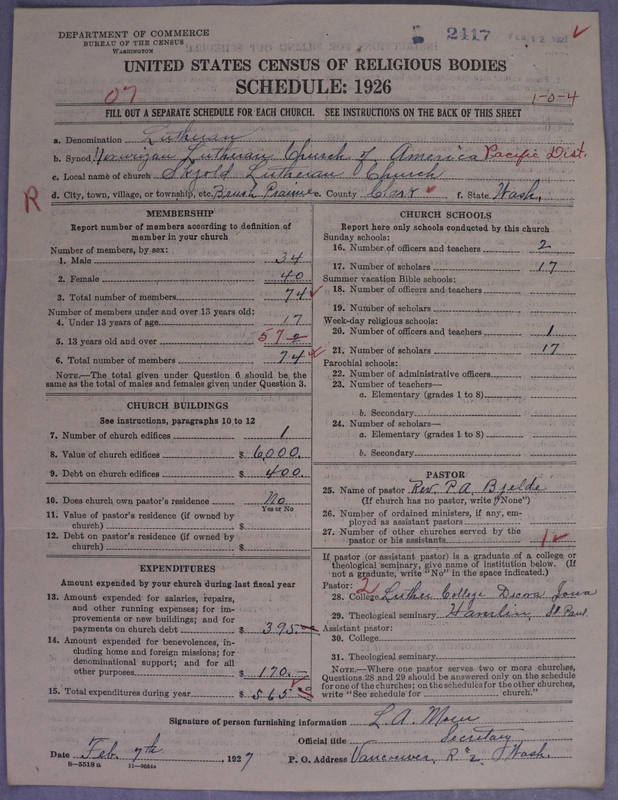 DEPARTMENT OF COMMERCE
BUREAU OF THE CENSUS
WASHINGTON
2117
FEB 12 1927
UNITED STATES CENSUS OF RELIGIOUS BODIES
SCHEDULE: 1926
07
1-0-4
FILL OUT A SEPARATE SCHEDULE FOR EACH CHURCH. SEE INSTRUCTIONS ON THE BACK OF THIS SHEET
a. Denomination Lutheran
b. Synod Norwegian Lutheran Church of America Pacific Dist.
c. Local name of church Skjold Lutheran Church
R
d. City, town, village, or township, etc. Brush Prairie e. County Clark f. State Wash.
MEMBERSHIP
Report number of members according to definition of
member in your church
Number of members, by sex:
1. Male 34
2. Female 40
3. Total number of members 74
Number of members under and over 13 years old:
4. Under 13 years of age 17
5. 13 years old and over 57
6. Total number of members 74
NOTE.—The total given under Question 6 should be the
same as the total of males and females given under Question 3.
CHURCH BUILDINGS
See instructions, paragraphs 10 to 12
7. Number of church edifices 1
8. Value of church edifices $ 6,000.
9. Debt on church edifices $ 400.
10. Does church own pastor's residence No
Yes or No
11. Value of pastor's residence (if owned by
church) $
12. Debt on pastor's residence (if owned by
church) $
EXPENDITURES
Amount expended by your church during last fiscal year
13. Amount expended for salaries, repairs,
and other running expenses; for im-
provements or new buildings; and for
payments on church debt $ 395.
14. Amount expended for benevolences, in-
cluding home and foreign missions; for
denominational support; and for all
other purposes $ 170.
15. Total expenditures during year $ 565
CHURCH SCHOOLS
Report here only schools conducted by this church
Sunday schools:
16. Number of officers and teachers 2
17. Number of scholars 17
Summer vacation Bible schools:
18. Number of officers and teachers
19. Number of scholars
Week-day religious schools:
20. Number of officers and teachers 1
21. Number of scholars 17
Parochial schools:
22. Number of administrative officers
23. Number of teachers—
a. Elementary (grades 1 to 8)
b. Secondary
24. Number of scholars—
a. Elementary (grades 1 to 8)
b. Secondary
PASTOR
25. Name of pastor Rev. P.A. Bjelde
(If church has no pastor, write "None")
26. Number of ordained ministers, if any, em-
ployed as assistant pastors
27. Number of other churches served by the
pastor or his assistants 1
If pastor (or assistant pastor) is a graduate of a college or
theological seminary, give name of institution below. (If
not a graduate, write "No" in the space indicated.)
Pastor: 2
28. College Luther College Decora Iowa
29. Theological seminary Hamlin, St Paul
Assistant pastor:
30. College
31. Theological seminary
NOTE.—Where one pastor serves two or more churches,
Questions 28 and 29 should be answered only on the schedule
for one of the churches; on the schedules for the other churches,
write "See schedule for church."
Signature of person furnishing information L. A. Moen
Official title Secretary
Date Feb. 7th, 1927 P. O. Address Vancouver, R#2, Wash.
8-5518 a 11-9684a